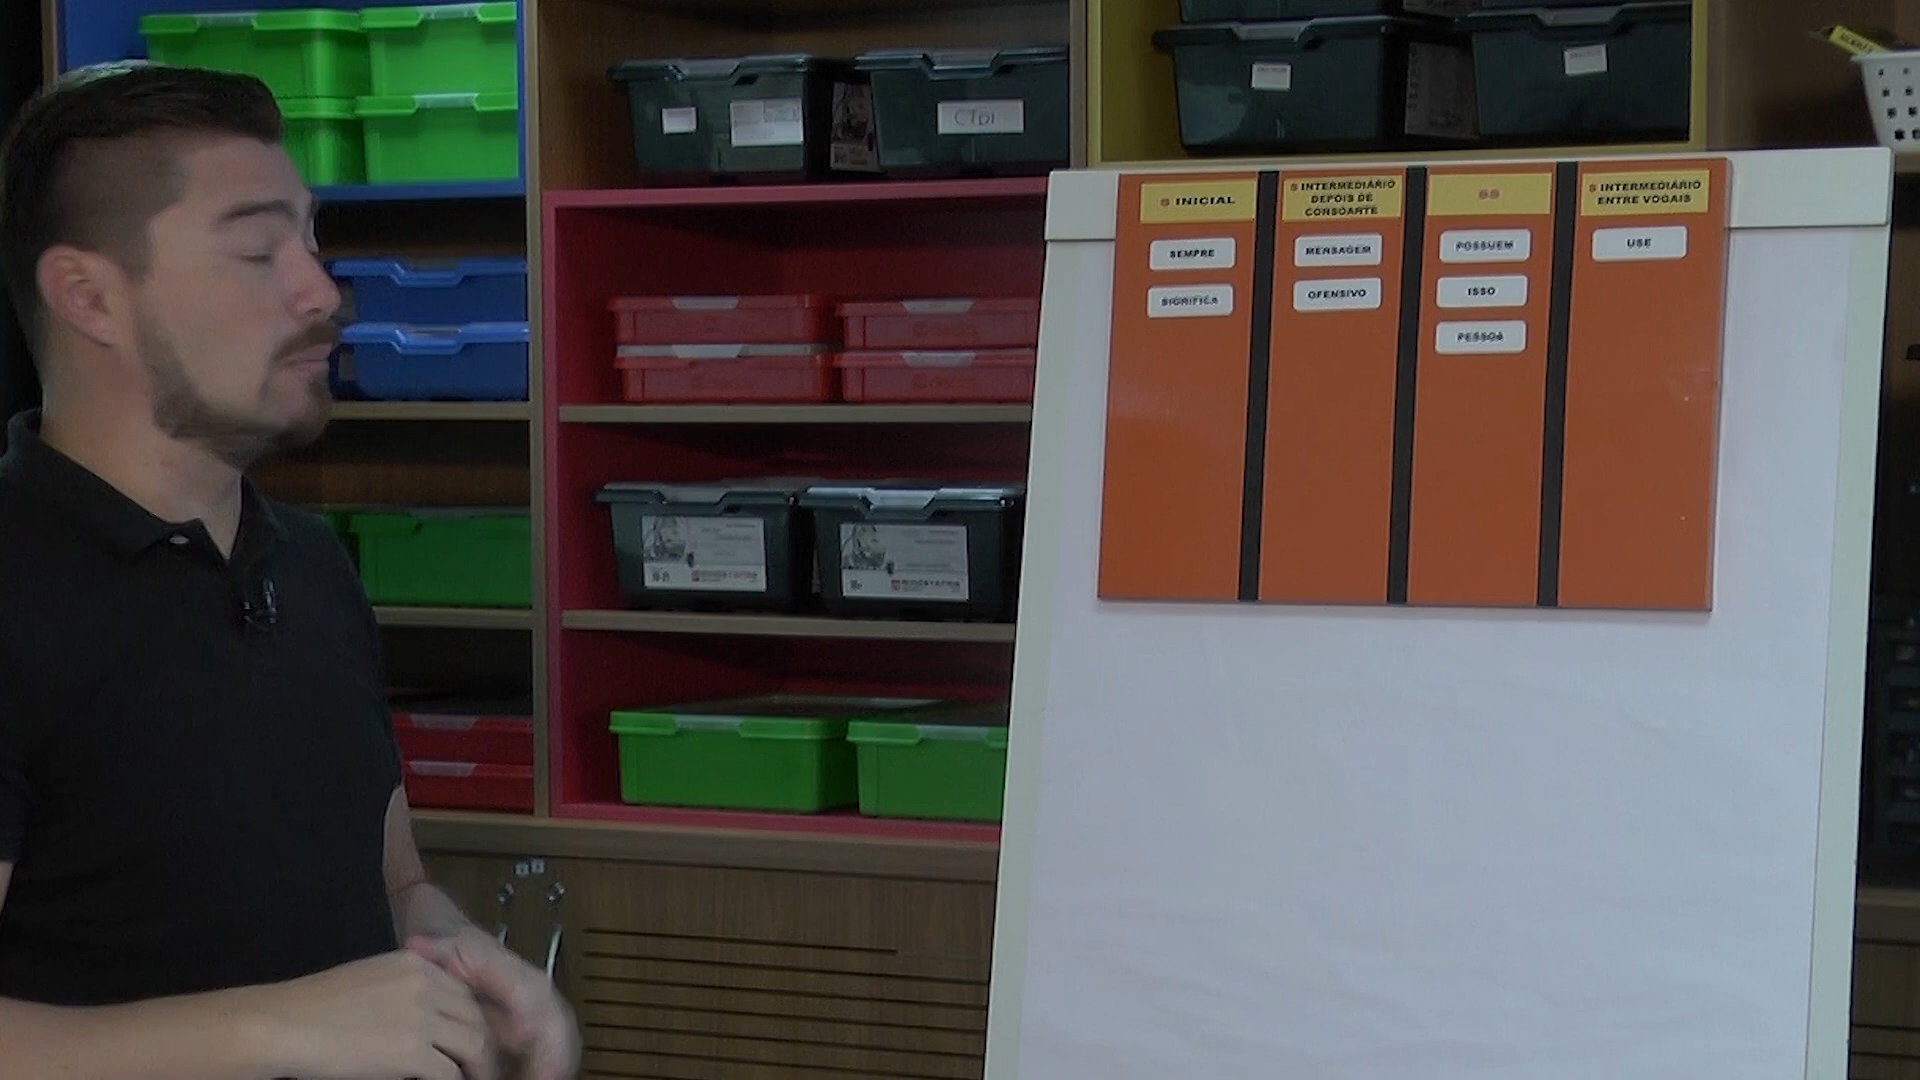 CTDI
S INICIAL
SEMPRE
SIGNIFICA
S INTERMEDIÁRIO
DEPOIS DE
CONSOANTE
MENSAGEM
OFENSIVO
SS
POSSUEM
ISSO
PESSOA
S INTERMEDIÁRIO
ENTRE VOGAIS
USE